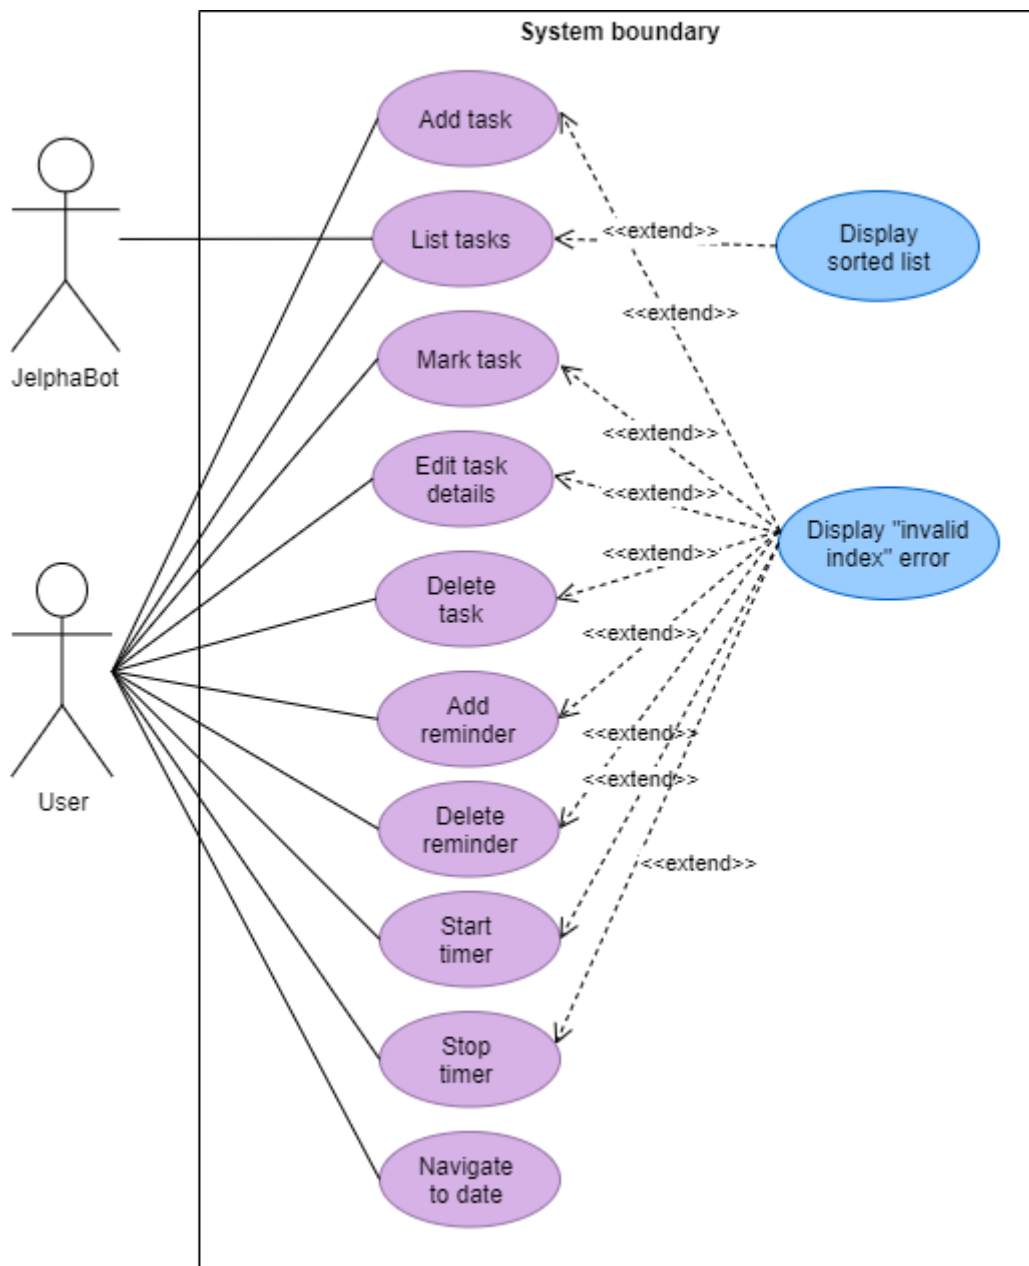 System boundary
Add task
List tasks
<<extend>>
Display
sorted list
<<extend>>
JelphaBot
Mark task
<<extend>>
Edit task
details
<<extend>>
Display "invalid
index" error
Delete
task
<<extend>>
<<extend>>
Add
reminder
<<extend>>
<<extend>>
User
Delete
reminder
<<extend>>
Start
timer
Stop
timer
Navigate
to date